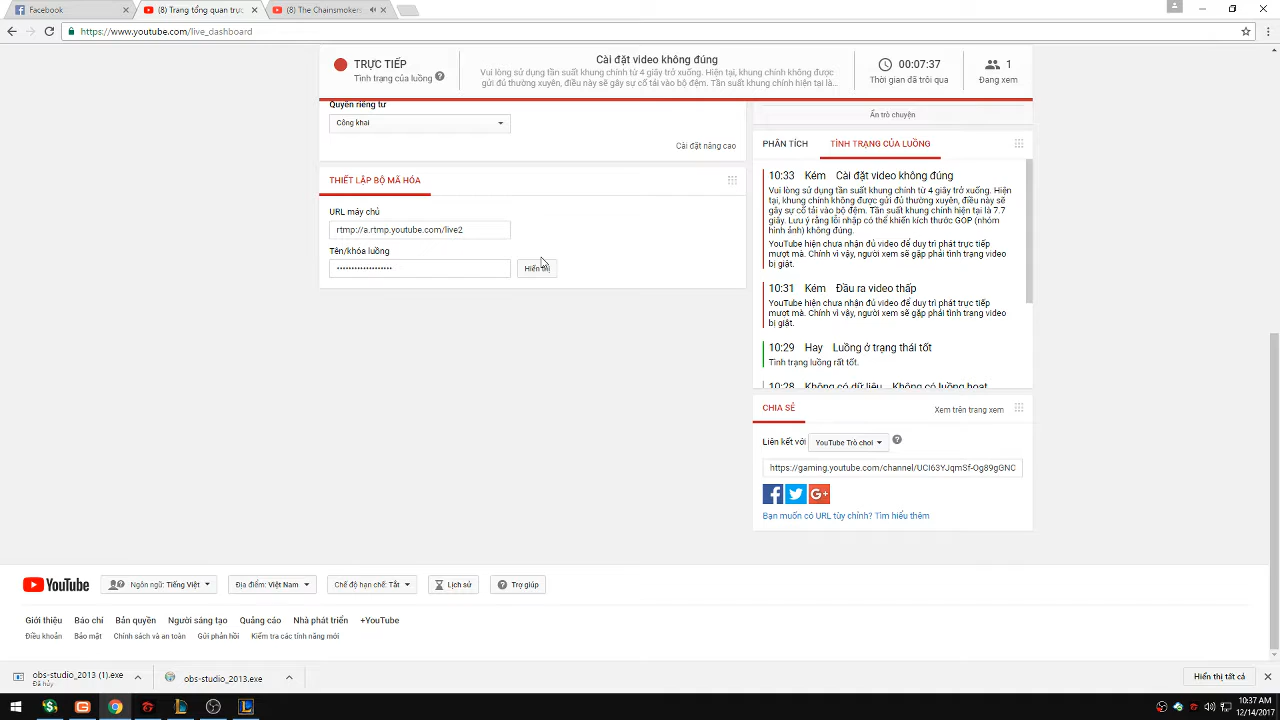 Facebook
(8) Trang tổng quan trực
(8) The Chainsmokers
https://www.youtube.com/live_dashboard
TRỰC TIẾP
Tình trạng của luồng
Cài đặt video không đúng
Vui lòng sử dụng tần suất khung chính từ 4 giây trở xuống. Hiện tại, khung chính không được
gửi đủ thường xuyên, điều này sẽ gây sự cố tải vào bộ đệm. Tần suất khung chính hiện tại là...
00:07:37
Thời gian đã trôi qua
1
Đang xem
Quyền riêng tư
Công khai
Cài đặt nâng cao
THIẾT LẬP BỘ MÃ HÓA
URL máy chủ
rtmp://a.rtmp.youtube.com/live2
Tên/khóa luồng
••••••••••••••••••••
Hiển thị
Ẩn trò chuyện
PHÂN TÍCH
TÌNH TRẠNG CỦA LUỒNG
10:33 Kém Cài đặt video không đúng
Vui lòng sử dụng tần suất khung chính từ 4 giây trở xuống. Hiện
tại, khung chính không được gửi đủ thường xuyên, điều này sẽ
gây sự cố tải vào bộ đệm. Tần suất khung chính hiện tại là 7.7
giây. Lưu ý rằng lỗi nhập có thể khiến kích thước GOP (nhóm
hình ảnh) không đúng.
YouTube hiện chưa nhận đủ video để duy trì phát trực tiếp
mượt mà. Chính vì vậy, người xem sẽ gặp phải tình trạng video
bị giật.
10:31 Kém Đầu ra video thấp
YouTube hiện chưa nhận đủ video để duy trì phát trực tiếp
mượt mà. Chính vì vậy, người xem sẽ gặp phải tình trạng video
bị giật.
10:29 Hay Luồng ở trạng thái tốt
Tình trạng luồng rất tốt.
10:28 Không có dữ liệu Không có luồng hoạt
CHIA SẺ
Xem trên trang xem
Liên kết với YouTube Trò chơi
https://gaming.youtube.com/channel/UCI63YJqmSf-Og89gGNC
Bạn muốn có URL tùy chỉnh? Tìm hiểu thêm
YouTube
Ngôn ngữ: Tiếng Việt
Địa điểm: Việt Nam
Chế độ hạn chế: Tắt
Lịch sử
Trợ giúp
Giới thiệu Báo chí Bản quyền Người sáng tạo Quảng cáo Nhà phát triển +YouTube
Điều khoản Bảo mật Chính sách và an toàn Gửi phản hồi Kiểm tra các tính năng mới
obs-studio_2013 (1).exe
Đã hủy
obs-studio_2013.exe
Hiển thị tất cả
10:37 AM
12/14/2017